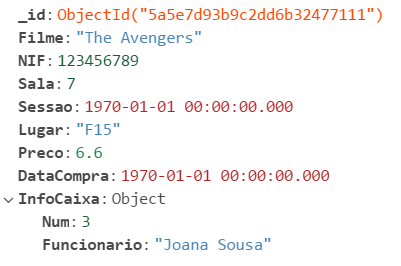 _id: ObjectId("5a5e7d93b9c2dd6b32477111")
Filme: "The Avengers"
NIF: 123456789
Sala: 7
Sessao: 1970-01-01 00:00:00.000
Lugar: "F15"
Preco: 6.6
DataCompra: 1970-01-01 00:00:00.000
InfoCaixa: Object
Num: 3
Funcionario: "Joana Sousa"